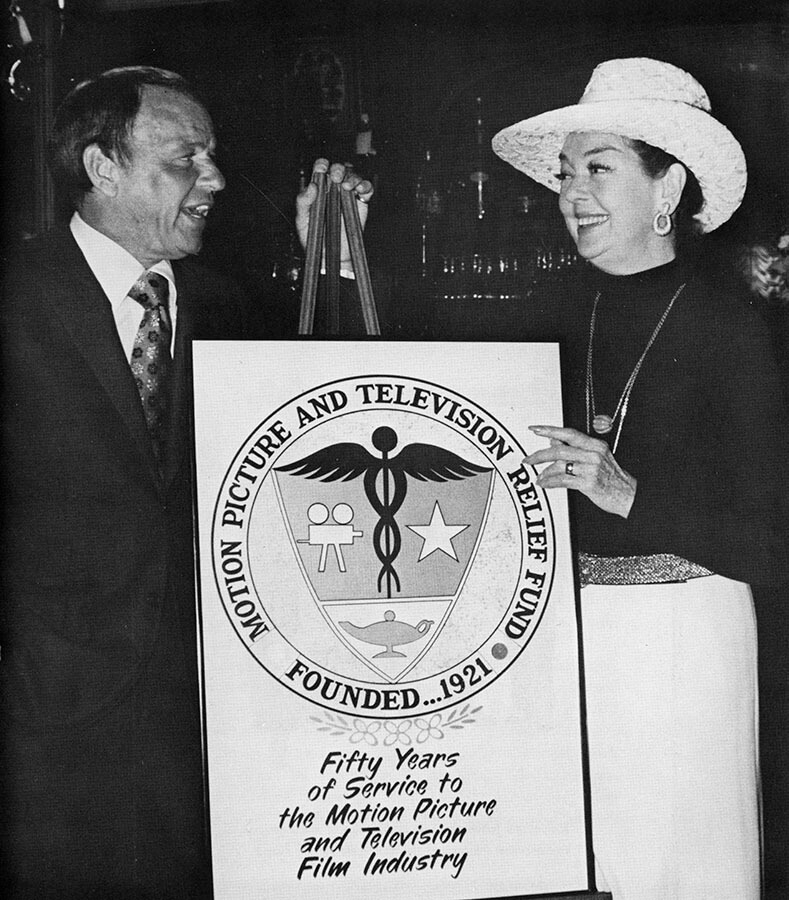 MOTION PICTURE AND TELEVISION RELIEF FUND
FOUNDED...1921
Fifty Years
of Service to
the Motion Picture
and Television
Film Industry